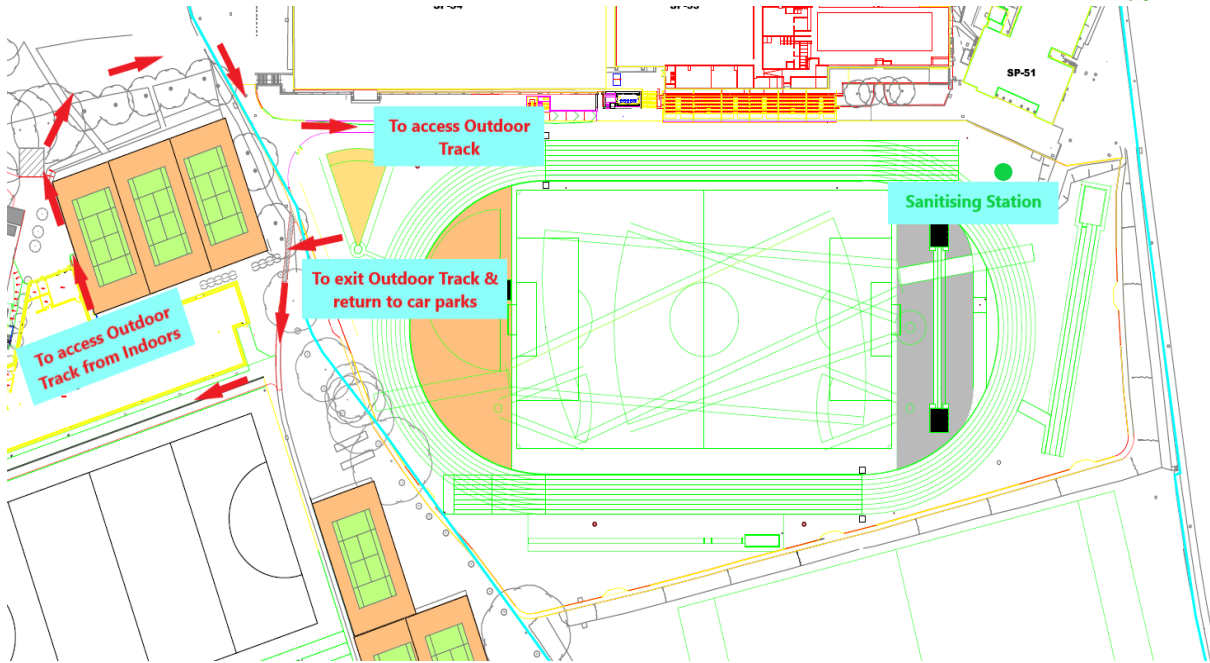 SP-51
To access Outdoor
Track
Sanitising Station
To exit Outdoor Track &
return to car parks
To access Outdoor
Track from Indoors